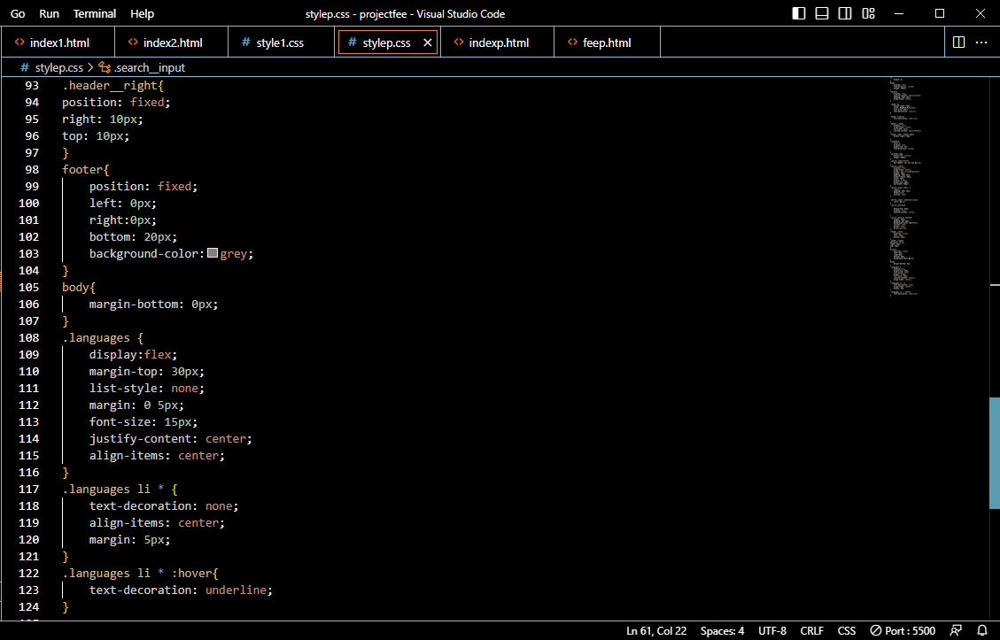 Go Run Terminal Help stylep.css - projectfee - Visual Studio Code
<> index1.html <> index2.html # style1.css # stylep.css <> indexp.html <> feep.html
# stylep.css > .search__input
93 .header__right{
94 position: fixed;
95 right: 10px;
96 top: 10px;
97 }
98 footer{
99     position: fixed;
100     left: 0px;
101     right:0px;
102     bottom: 20px;
103     background-color: grey;
104 }
105 body{
106     margin-bottom: 0px;
107 }
108 .languages {
109     display:flex;
110     margin-top: 30px;
111     list-style: none;
112     margin: 0 5px;
113     font-size: 15px;
114     justify-content: center;
115     align-items: center;
116 }
117 .languages li * {
118     text-decoration: none;
119     align-items: center;
120     margin: 5px;
121 }
122 .languages li * :hover{
123     text-decoration: underline;
124 }
Ln 61, Col 22 Spaces: 4 UTF-8 CRLF CSS Port : 5500